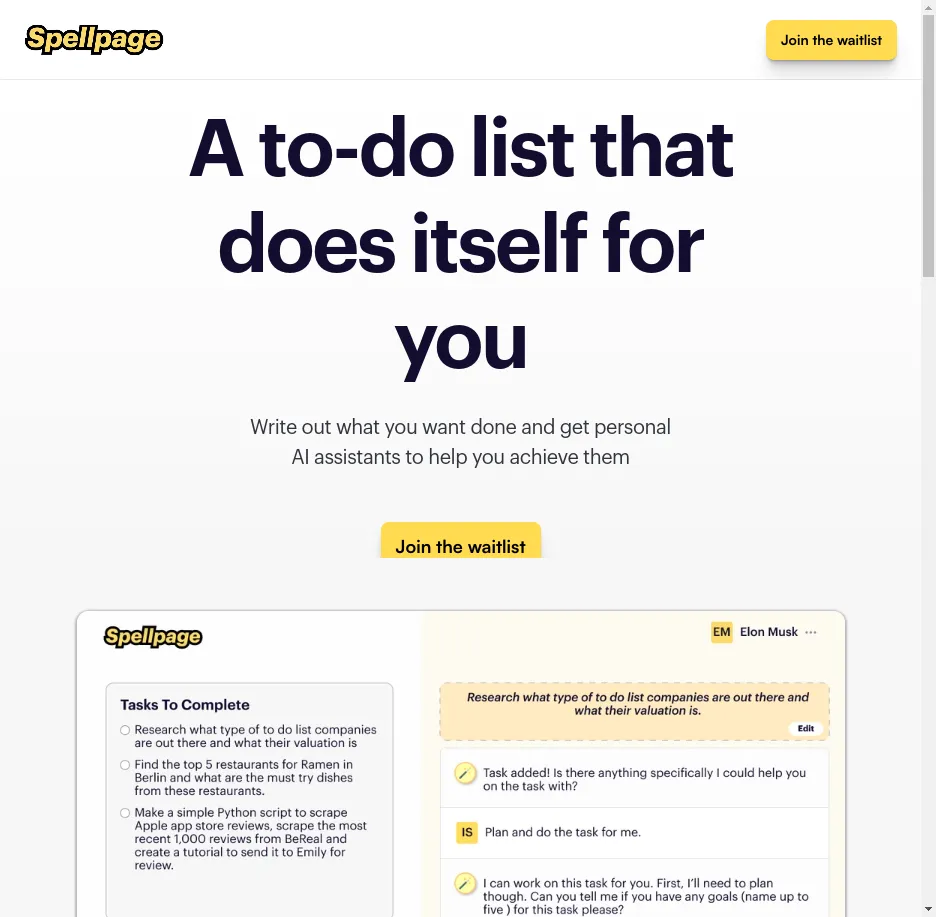 Spellpage
Join the waitlist
A to-do list that
does itself for
you
Write out what you want done and get personal
AI assistants to help you achieve them
Join the waitlist
Spellpage
EM Elon Musk ···
Tasks To Complete
Research what type of to do list companies
are out there and what their valuation is
Find the top 5 restaurants for Ramen in
Berlin and what are the must try dishes
from these restaurants.
Make a simple Python script to scrape
Apple app store reviews, scrape the most
recent 1,000 reviews from BeReal and
create a tutorial to send it to Emily for
review.
Research what type of to do list companies are out there and
what their valuation is.
Edit
Task added! Is there anything specifically I could help you
on the task with?
IS Plan and do the task for me.
I can work on this task for you. First, I'll need to plan
though. Can you tell me if you have any goals (name up to
five ) for this task please?